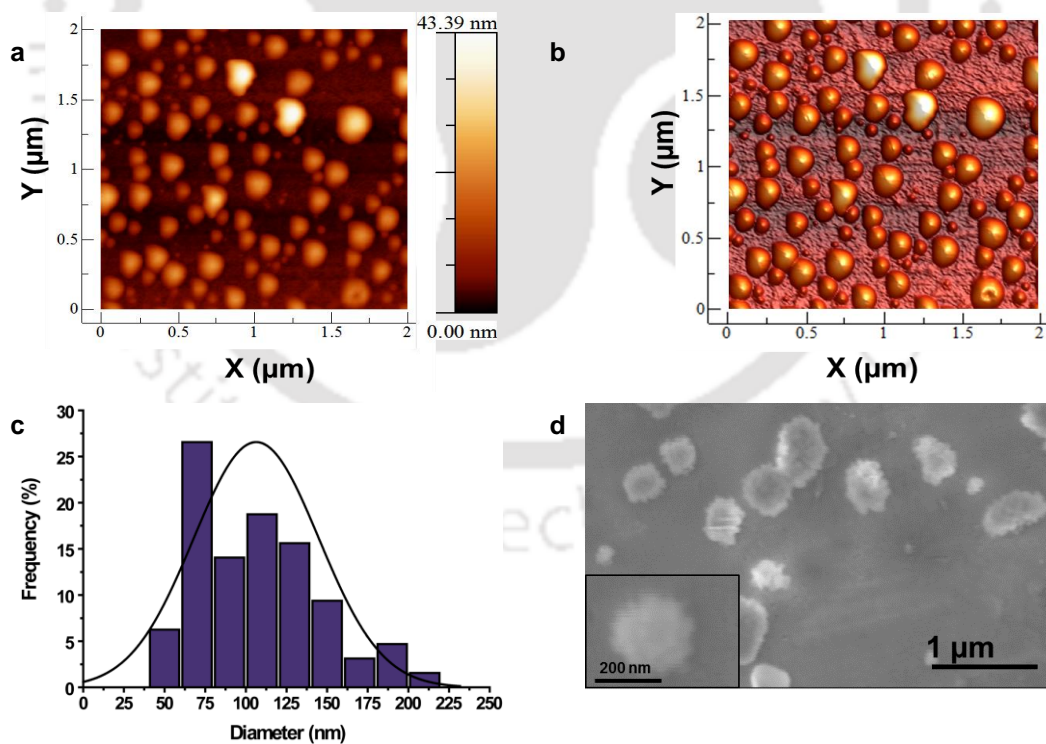 a
43.39 nm
2
1.5
1
0.5
0
Y (µm)
0 0.5 1 1.5 2
X (µm)
0.00 nm
b
2
1.5
1
0.5
0
Y (µm)
0 0.5 1 1.5 2
X (µm)
c
30
25
20
15
10
5
0
Frequency (%)
0 25 50 75 100 125 150 175 200 225 250
Diameter (nm)
d
200 nm
1 µm